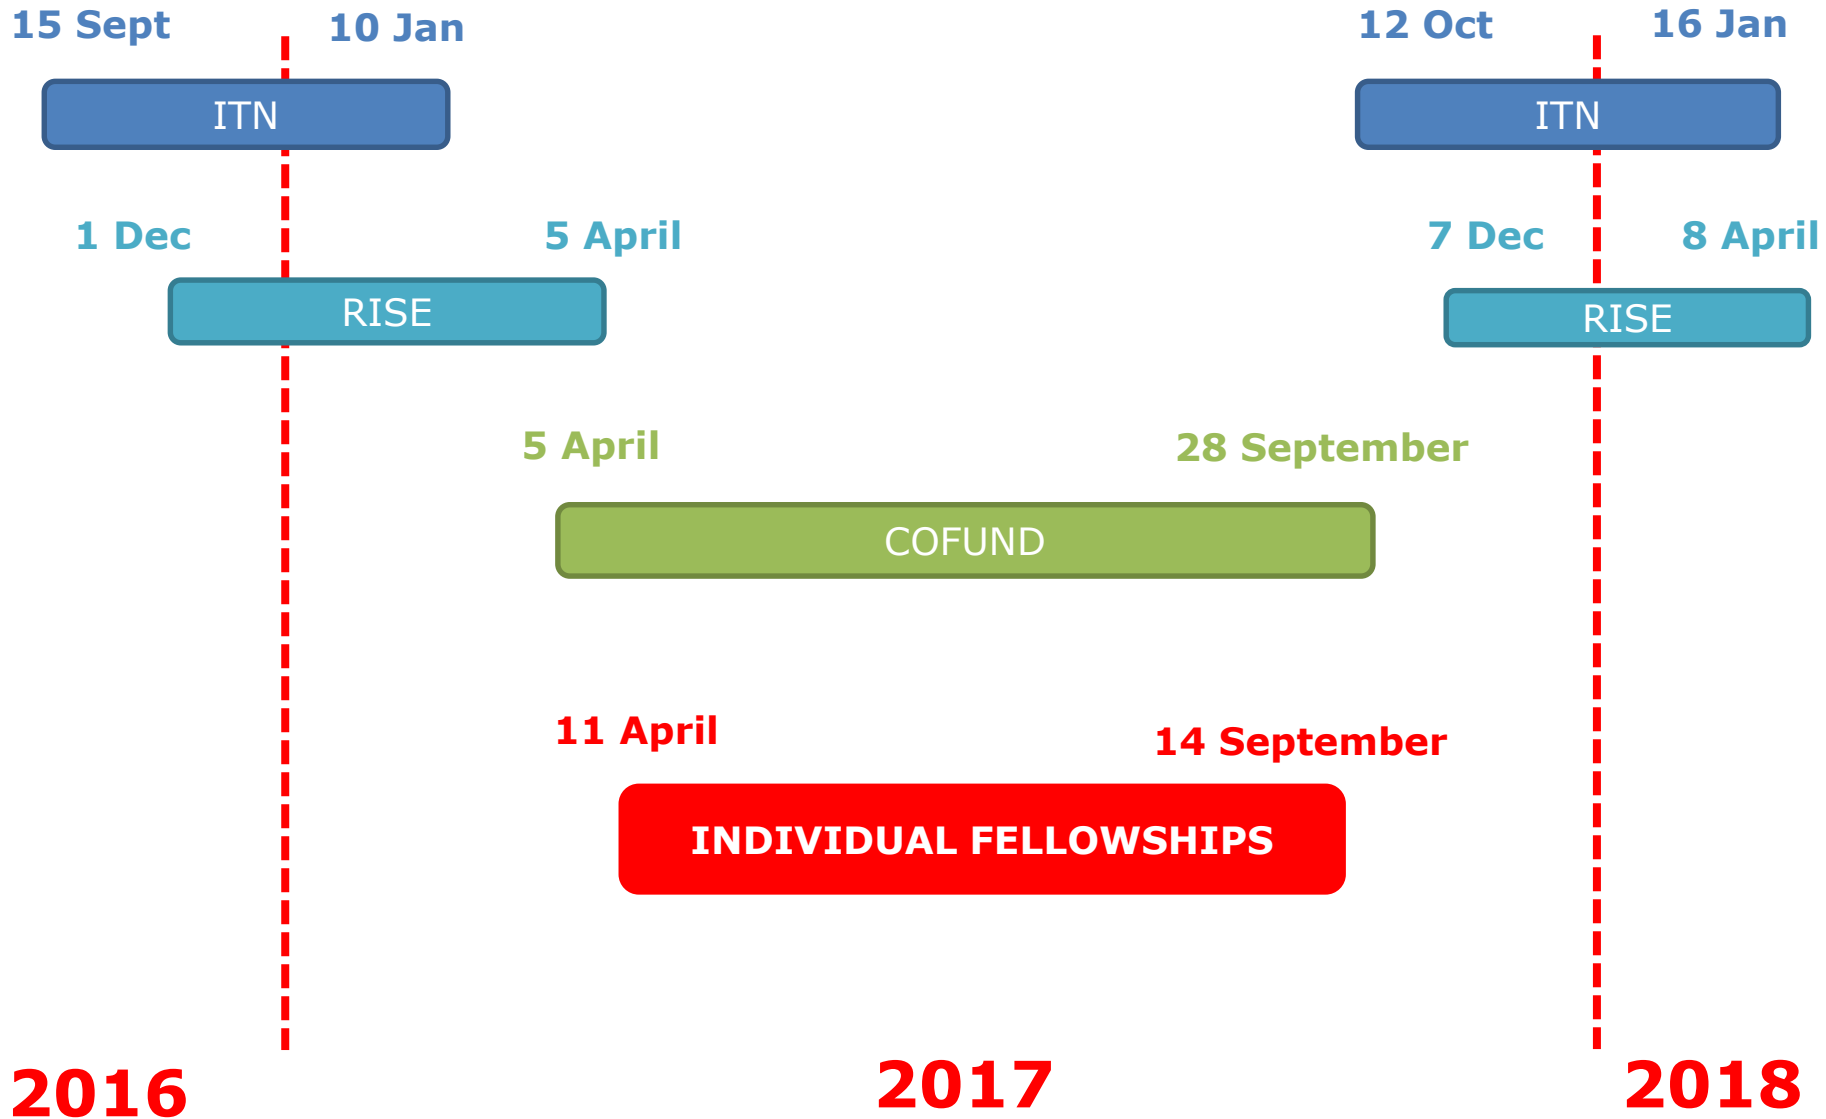 15 Sept 10 Jan 12 Oct 16 Jan
ITN ITN
1 Dec 5 April 7 Dec 8 April
RISE RISE
5 April 28 September
COFUND
11 April 14 September
INDIVIDUAL FELLOWSHIPS
2016 2017 2018